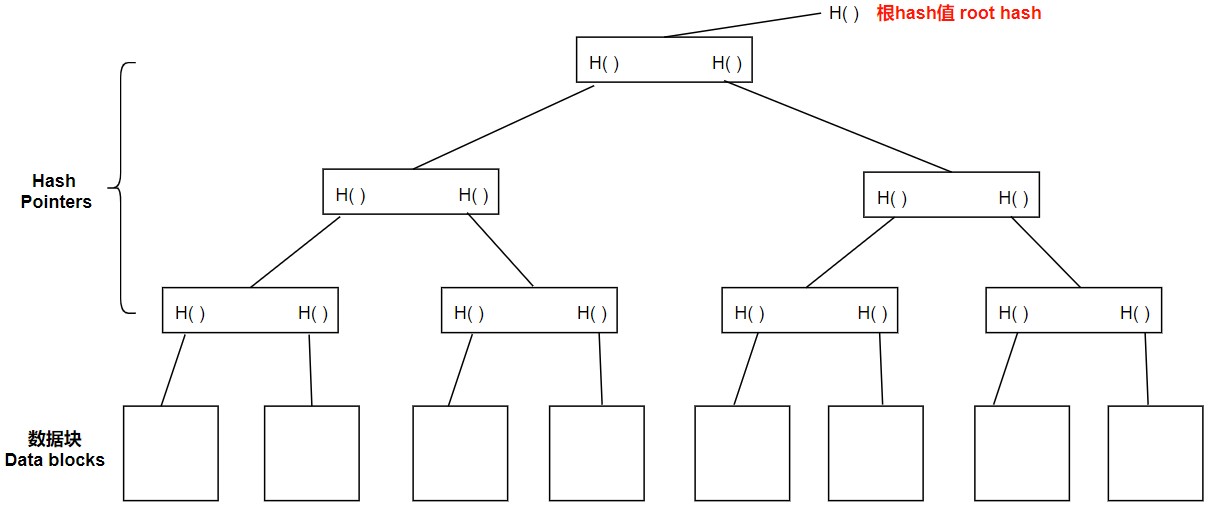 H( ) 根hash值 root hash
H( ) H( )
Hash
Pointers
H( ) H( )
H( ) H( )
H( ) H( )
H( ) H( )
H( ) H( )
H( ) H( )
数据块
Data blocks